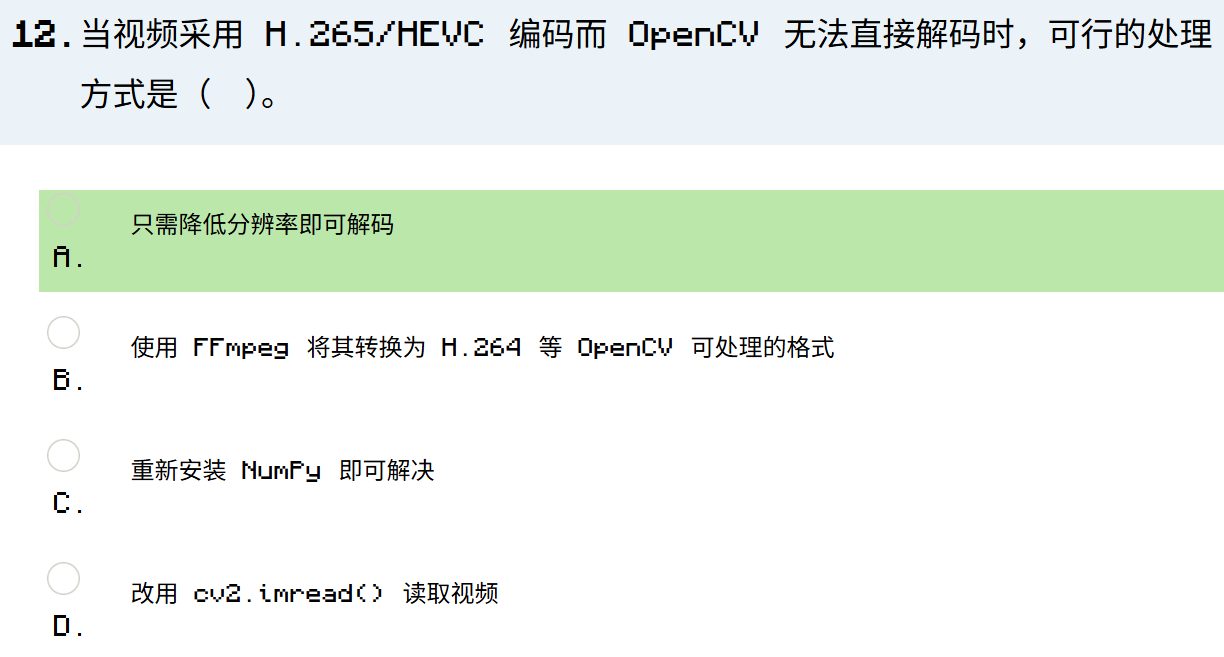 12.当视频采用 H.265/HEVC 编码而 OpenCV 无法直接解码时，可行的处理
方式是（ ）。
只需降低分辨率即可解码
A.
使用 FFmpeg 将其转换为 H.264 等 OpenCV 可处理的格式
B.
重新安装 NumPy 即可解决
C.
改用 cv2.imread() 读取视频
D.